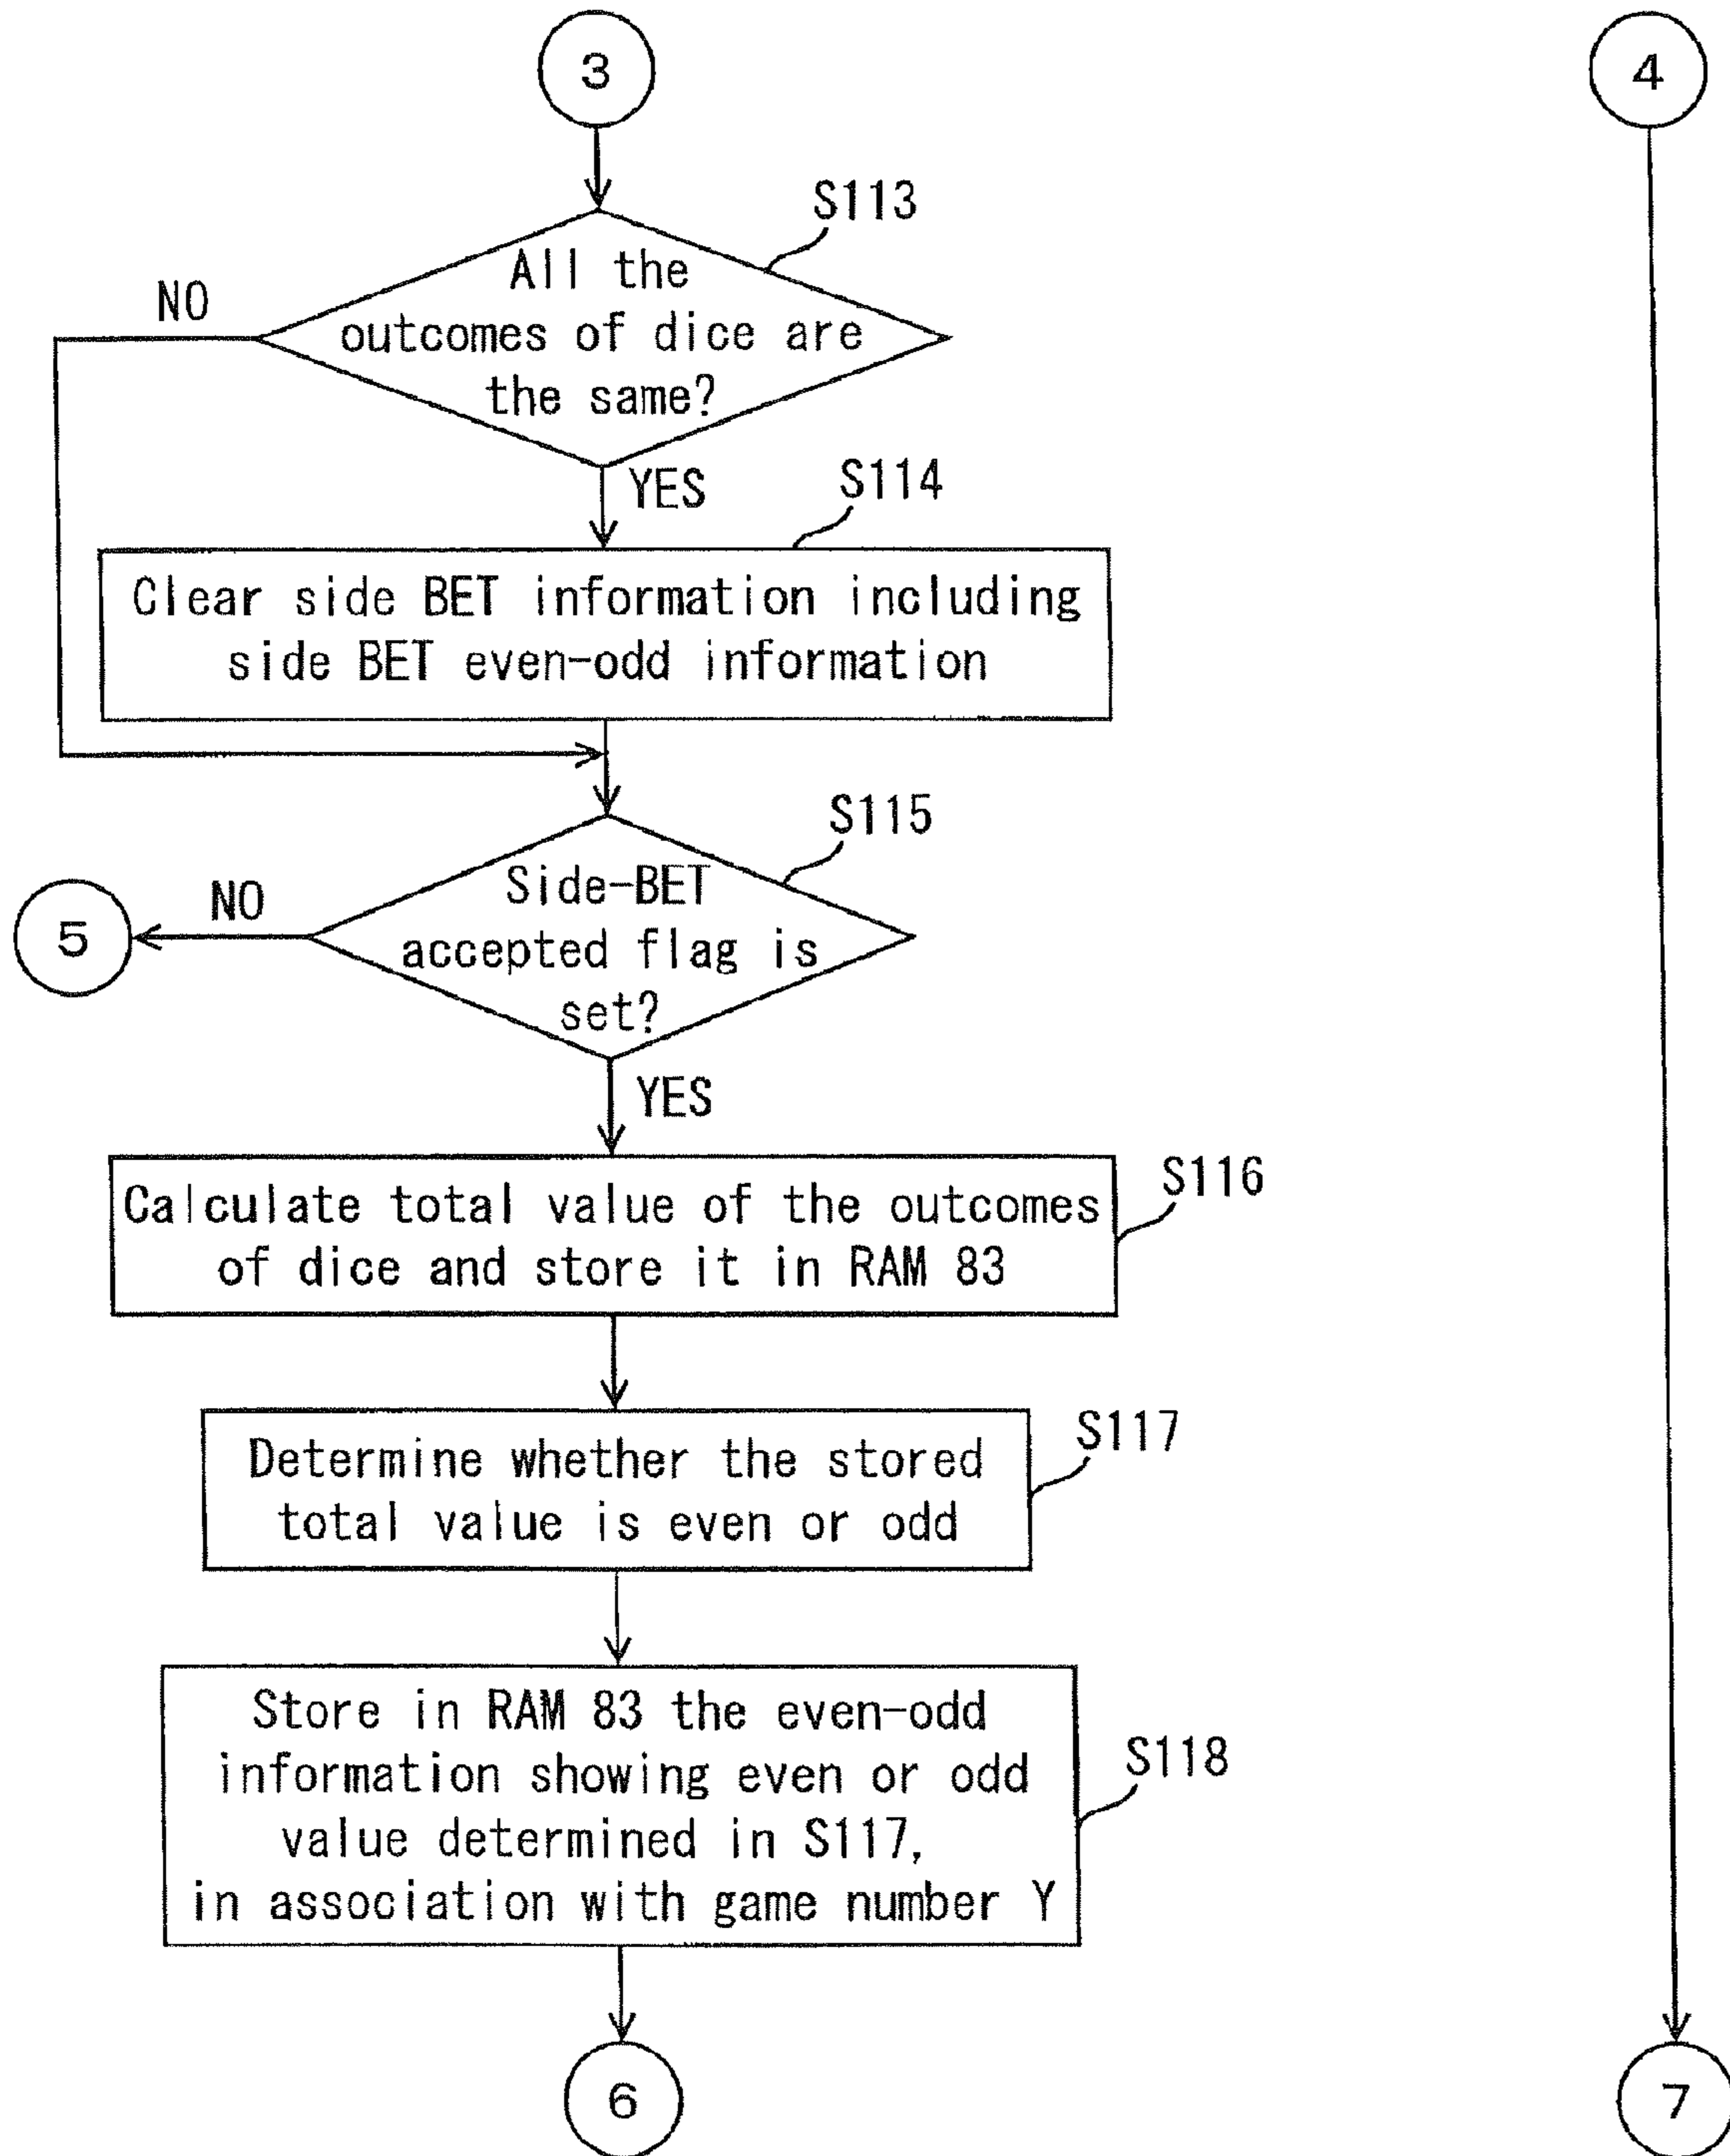 3
4
S113
All the
outcomes of dice are
the same?
NO
YES
S114
Clear side BET information including
side BET even-odd information
S115
Side-BET
accepted flag is
set?
NO
5
YES
S116
Calculate total value of the outcomes
of dice and store it in RAM 83
S117
Determine whether the stored
total value is even or odd
S118
Store in RAM 83 the even-odd
information showing even or odd
value determined in S117,
in association with game number Y
6
7